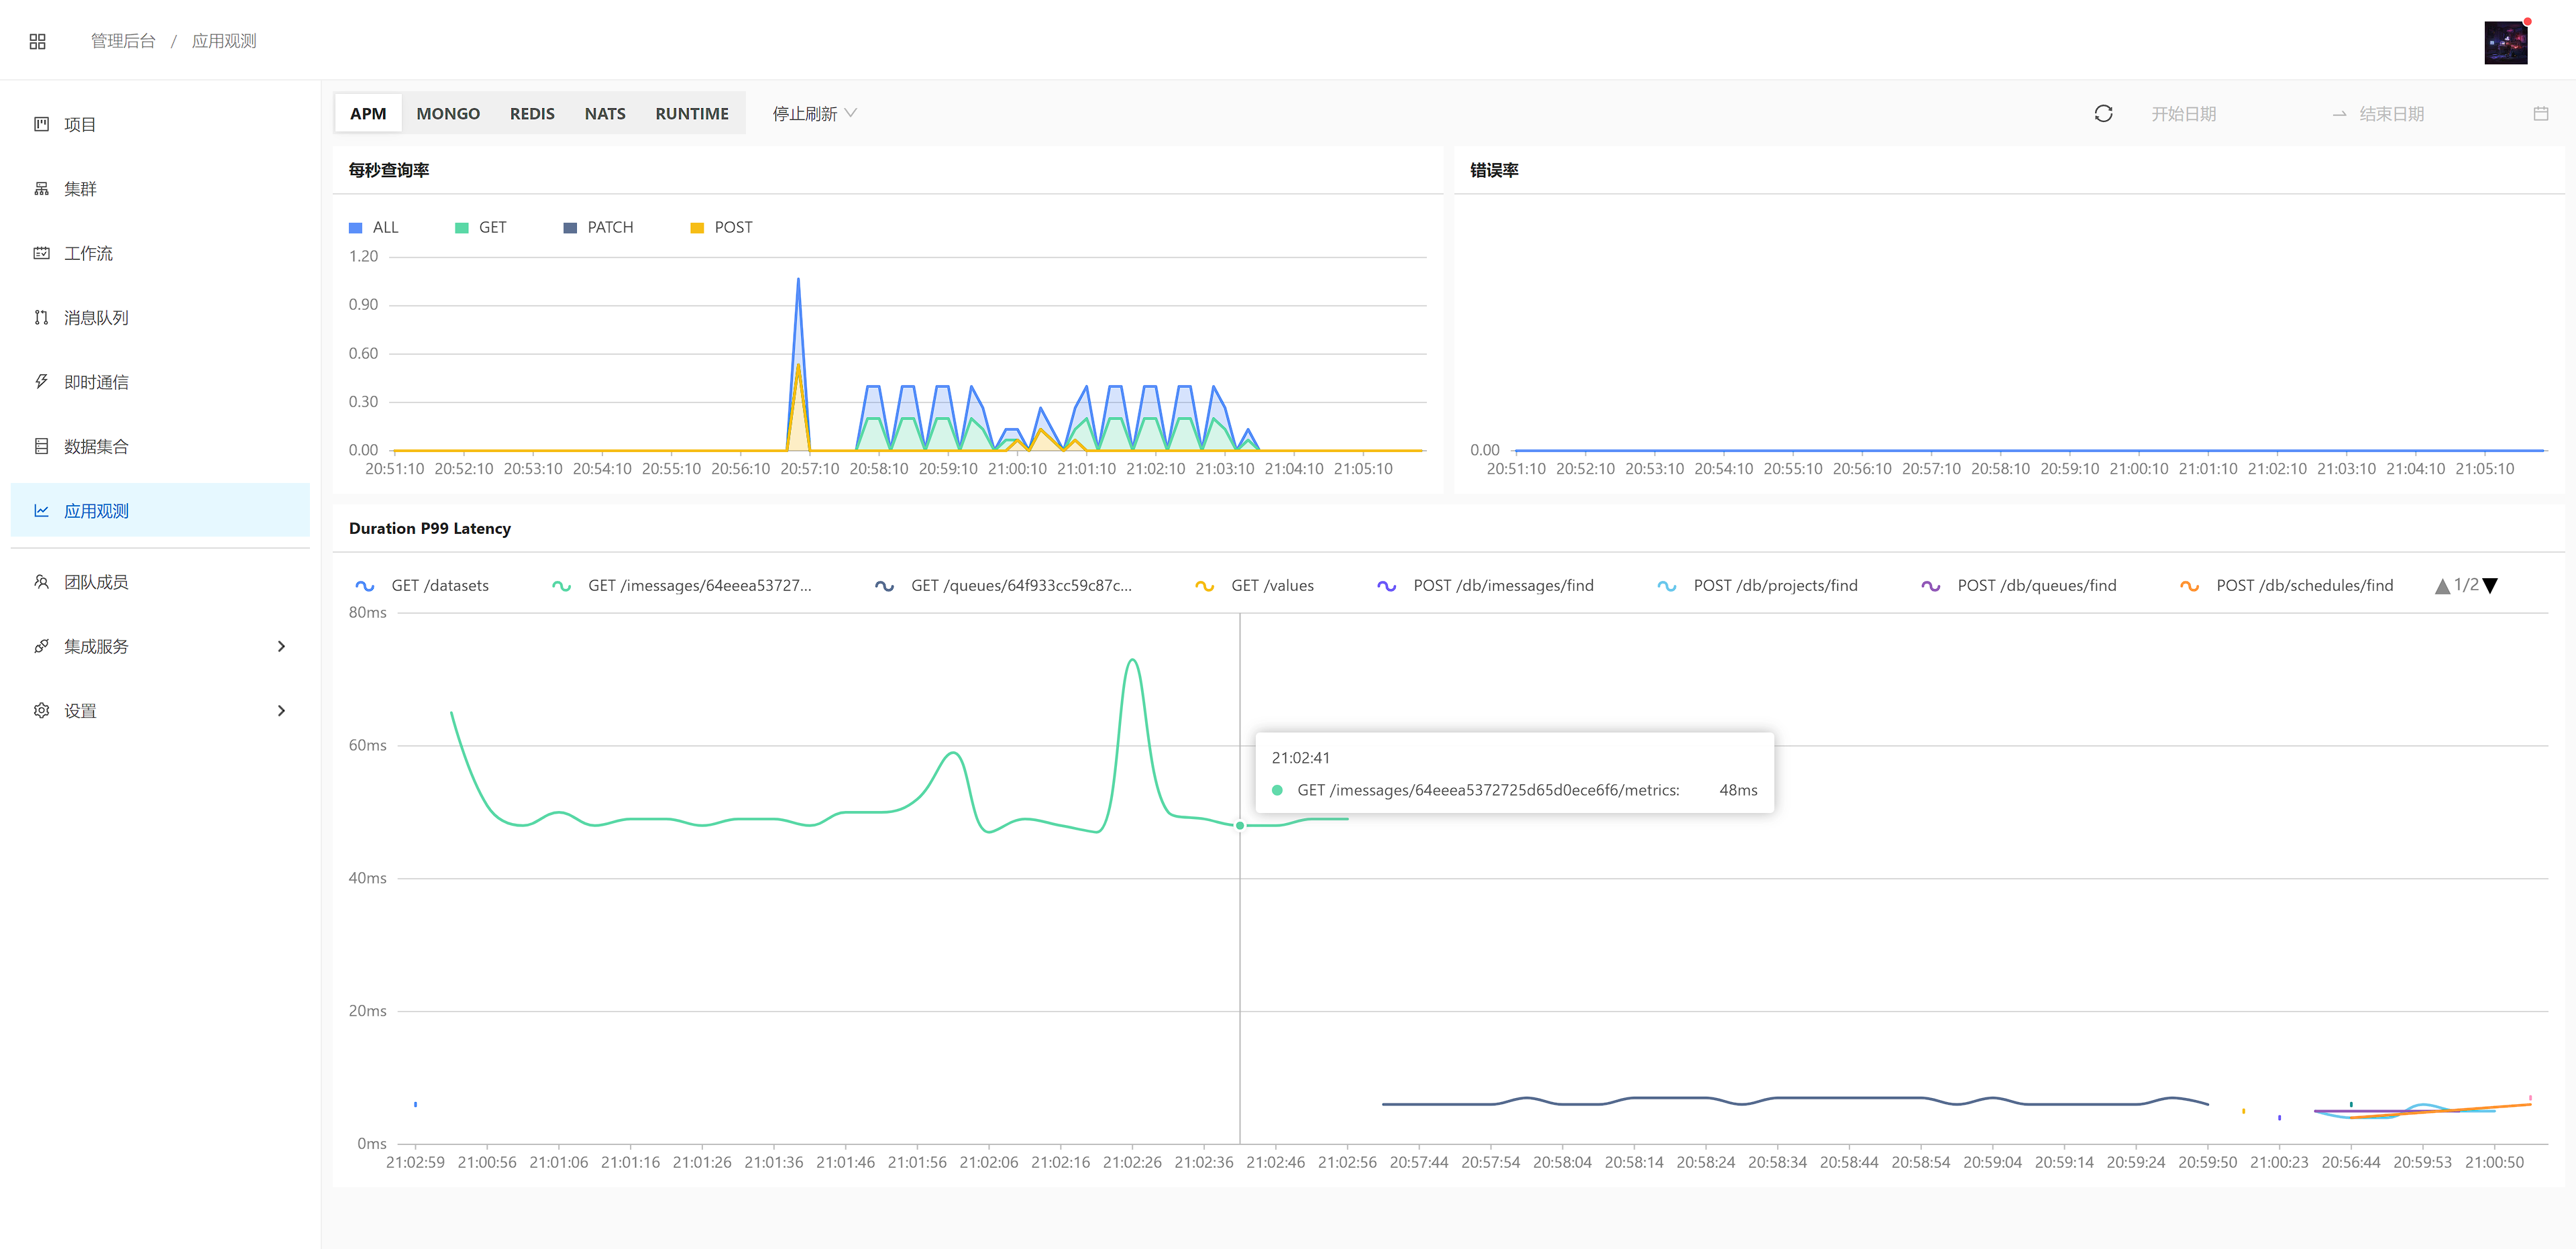 管理后台 / 应用观测
项目
集群
工作流
消息队列
即时通信
数据集合
应用观测
团队成员
集成服务
设置
APM MONGO REDIS NATS RUNTIME 停止刷新 开始日期 → 结束日期
每秒查询率
ALL GET PATCH POST
1.20
0.90
0.60
0.30
0.00
20:51:10 20:52:10 20:53:10 20:54:10 20:55:10 20:56:10 20:57:10 20:58:10 20:59:10 21:00:10 21:01:10 21:02:10 21:03:10 21:04:10 21:05:10
错误率
0.00
20:51:10 20:52:10 20:53:10 20:54:10 20:55:10 20:56:10 20:57:10 20:58:10 20:59:10 21:00:10 21:01:10 21:02:10 21:03:10 21:04:10 21:05:10
Duration P99 Latency
GET /datasets GET /imessages/64eeea53727... GET /queues/64f933cc59c87c... GET /values POST /db/imessages/find POST /db/projects/find POST /db/queues/find POST /db/schedules/find 1/2
80ms
60ms
40ms
20ms
0ms
21:02:41
GET /imessages/64eeea5372725d65d0ece6f6/metrics: 48ms
21:02:59 21:00:56 21:01:06 21:01:16 21:01:26 21:01:36 21:01:46 21:01:56 21:02:06 21:02:16 21:02:26 21:02:36 21:02:46 21:02:56 20:57:44 20:57:54 20:58:04 20:58:14 20:58:24 20:58:34 20:58:44 20:58:54 20:59:04 20:59:14 20:59:24 20:59:50 21:00:23 20:56:44 20:59:53 21:00:50